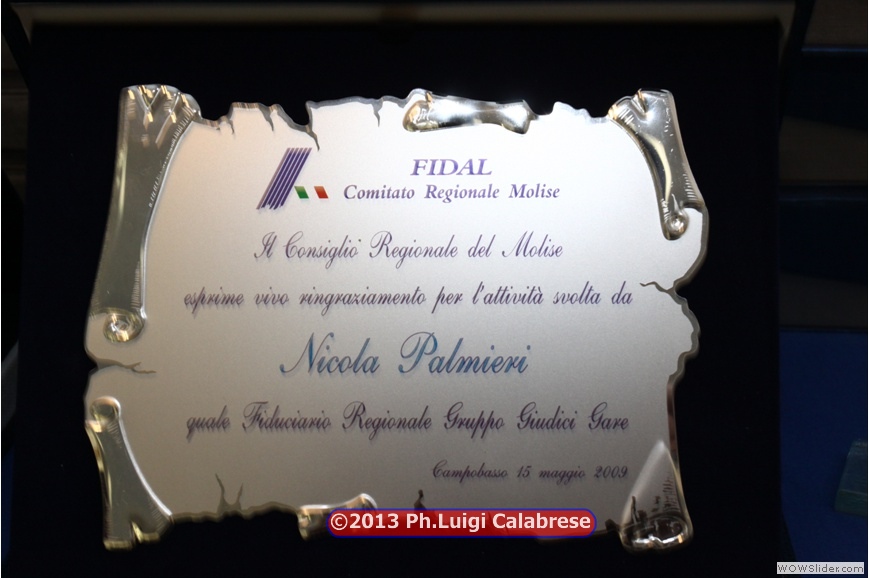 FIDAL
Comitato Regionale Molise
Il Consiglio Regionale del Molise
esprime vivo ringraziamento per l'attività svolta da
Nicola Palmieri
quale Fiduciario Regionale Gruppo Giudici Gare
Campobasso 15 maggio 2009
©2013 Ph.Luigi Calabrese
WOWSlider.com